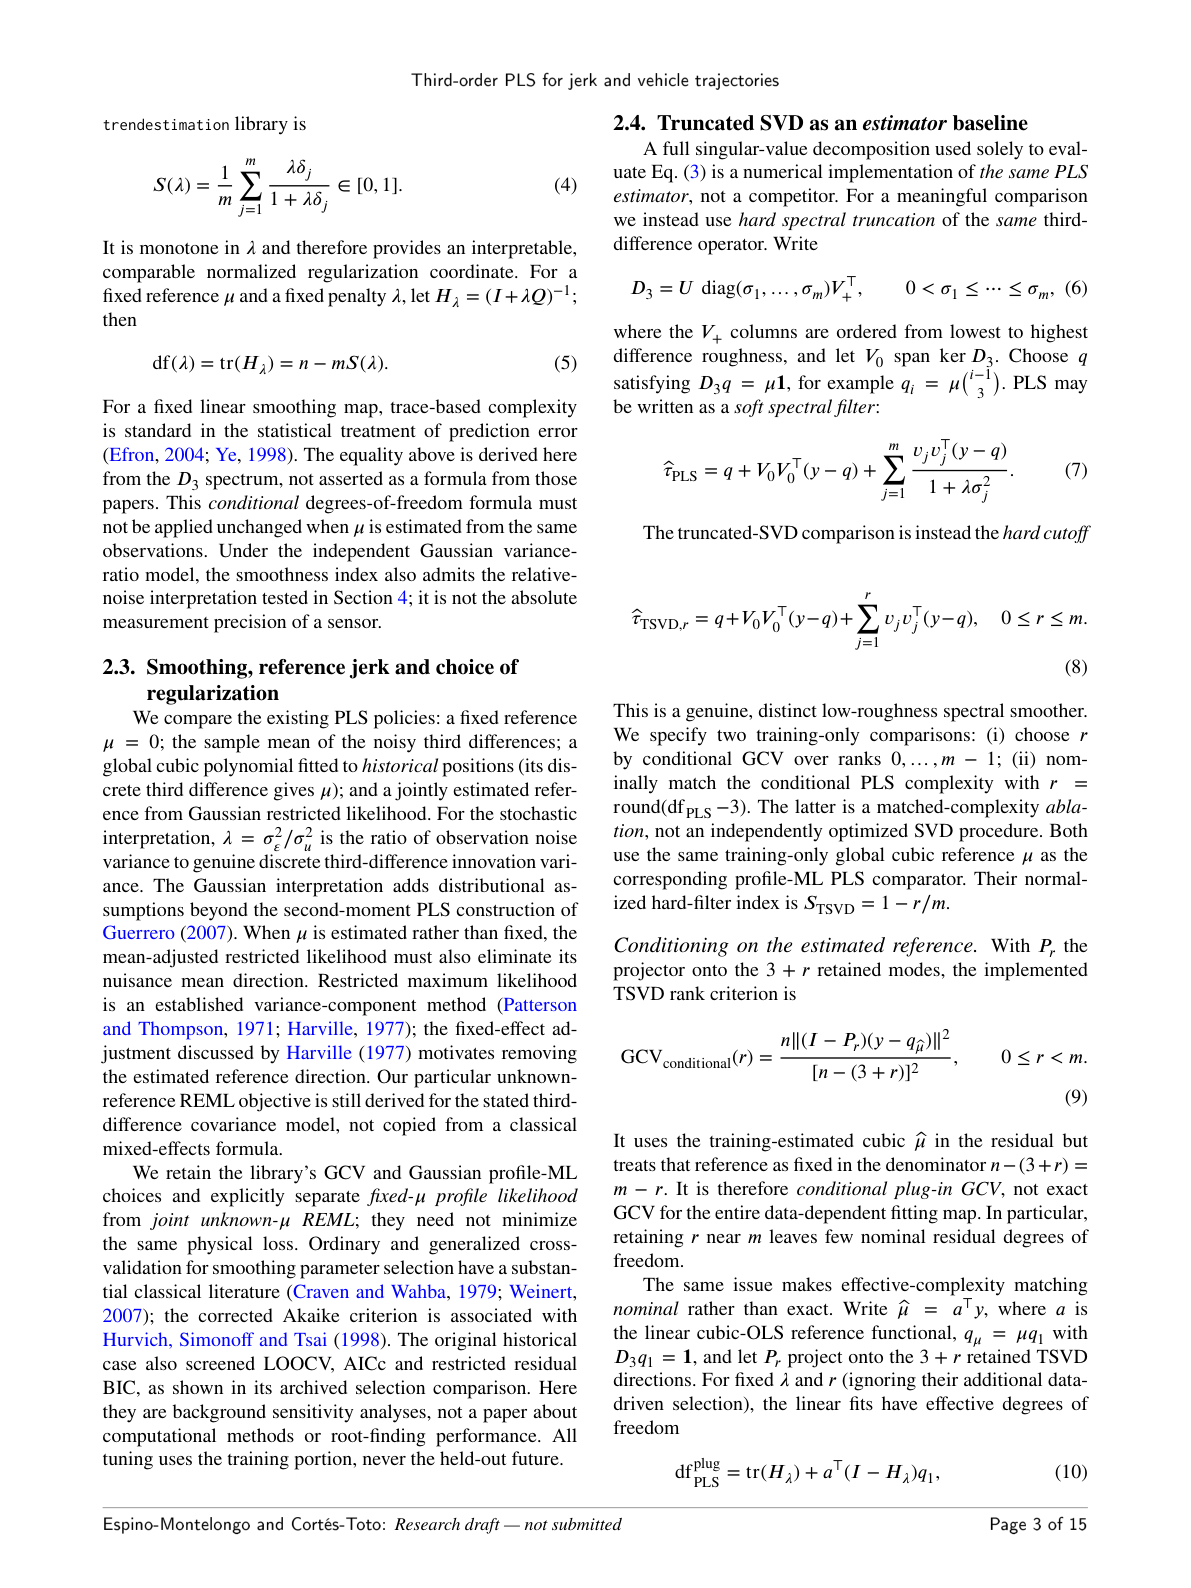 Third-order PLS for jerk and vehicle trajectories
trendestimation library is
S(λ) = \frac{1}{m} \sum_{j=1}^{m} \frac{λδ_j}{1 + λδ_j} ∈ [0, 1]. (4)
It is monotone in λ and therefore provides an interpretable,
comparable normalized regularization coordinate. For a
fixed reference μ and a fixed penalty λ, let H_λ = (I+λQ)^{−1};
then
df(λ) = tr(H_λ) = n − mS(λ). (5)
For a fixed linear smoothing map, trace-based complexity
is standard in the statistical treatment of prediction error
(Efron, 2004; Ye, 1998). The equality above is derived here
from the D_3 spectrum, not asserted as a formula from those
papers. This conditional degrees-of-freedom formula must
not be applied unchanged when μ is estimated from the same
observations. Under the independent Gaussian variance-
ratio model, the smoothness index also admits the relative-
noise interpretation tested in Section 4; it is not the absolute
measurement precision of a sensor.
2.3. Smoothing, reference jerk and choice of
regularization
We compare the existing PLS policies: a fixed reference
μ = 0; the sample mean of the noisy third differences; a
global cubic polynomial fitted to historical positions (its dis-
crete third difference gives μ); and a jointly estimated refer-
ence from Gaussian restricted likelihood. For the stochastic
interpretation, λ = σ_ε^2/σ_u^2 is the ratio of observation noise
variance to genuine discrete third-difference innovation vari-
ance. The Gaussian interpretation adds distributional as-
sumptions beyond the second-moment PLS construction of
Guerrero (2007). When μ is estimated rather than fixed, the
mean-adjusted restricted likelihood must also eliminate its
nuisance mean direction. Restricted maximum likelihood
is an established variance-component method (Patterson
and Thompson, 1971; Harville, 1977); the fixed-effect ad-
justment discussed by Harville (1977) motivates removing
the estimated reference direction. Our particular unknown-
reference REML objective is still derived for the stated third-
difference covariance model, not copied from a classical
mixed-effects formula.
We retain the library's GCV and Gaussian profile-ML
choices and explicitly separate fixed-μ profile likelihood
from joint unknown-μ REML; they need not minimize
the same physical loss. Ordinary and generalized cross-
validation for smoothing parameter selection have a substan-
tial classical literature (Craven and Wahba, 1979; Weinert,
2007); the corrected Akaike criterion is associated with
Hurvich, Simonoff and Tsai (1998). The original historical
case also screened LOOCV, AICc and restricted residual
BIC, as shown in its archived selection comparison. Here
they are background sensitivity analyses, not a paper about
computational methods or root-finding performance. All
tuning uses the training portion, never the held-out future.
2.4. Truncated SVD as an estimator baseline
A full singular-value decomposition used solely to eval-
uate Eq. (3) is a numerical implementation of the same PLS
estimator, not a competitor. For a meaningful comparison
we instead use hard spectral truncation of the same third-
difference operator. Write
D_3 = U diag(σ_1, … , σ_m)V_+^⊤, 0 < σ_1 ≤ ⋯ ≤ σ_m, (6)
where the V_+ columns are ordered from lowest to highest
difference roughness, and let V_0 span ker D_3. Choose q
satisfying D_3q = μ1, for example q_i = μ\binom{i−1}{3}. PLS may
be written as a soft spectral filter:
\hat{τ}_{PLS} = q + V_0V_0^⊤(y − q) + \sum_{j=1}^{m} \frac{v_jv_j^⊤(y − q)}{1 + λσ_j^2}. (7)
The truncated-SVD comparison is instead the hard cutoff
\hat{τ}_{TSVD,r} = q+V_0V_0^⊤(y−q)+\sum_{j=1}^{r} v_jv_j^⊤(y−q), 0 ≤ r ≤ m.
(8)
This is a genuine, distinct low-roughness spectral smoother.
We specify two training-only comparisons: (i) choose r
by conditional GCV over ranks 0, … , m − 1; (ii) nom-
inally match the conditional PLS complexity with r =
round(df_{PLS} −3). The latter is a matched-complexity abla-
tion, not an independently optimized SVD procedure. Both
use the same training-only global cubic reference μ as the
corresponding profile-ML PLS comparator. Their normal-
ized hard-filter index is S_{TSVD} = 1 − r/m.
Conditioning on the estimated reference. With P_r the
projector onto the 3 + r retained modes, the implemented
TSVD rank criterion is
GCV_{conditional}(r) = \frac{n‖(I − P_r)(y − q_{\hat{μ}})‖^2}{[n − (3 + r)]^2}, 0 ≤ r < m.
(9)
It uses the training-estimated cubic \hat{μ} in the residual but
treats that reference as fixed in the denominator n−(3+r) =
m − r. It is therefore conditional plug-in GCV, not exact
GCV for the entire data-dependent fitting map. In particular,
retaining r near m leaves few nominal residual degrees of
freedom.
The same issue makes effective-complexity matching
nominal rather than exact. Write \hat{μ} = a^⊤y, where a is
the linear cubic-OLS reference functional, q_μ = μq_1 with
D_3q_1 = 1, and let P_r project onto the 3 + r retained TSVD
directions. For fixed λ and r (ignoring their additional data-
driven selection), the linear fits have effective degrees of
freedom
df_{PLS}^{plug} = tr(H_λ) + a^⊤(I − H_λ)q_1, (10)
Espino-Montelongo and Cortés-Toto: Research draft — not submitted
Page 3 of 15